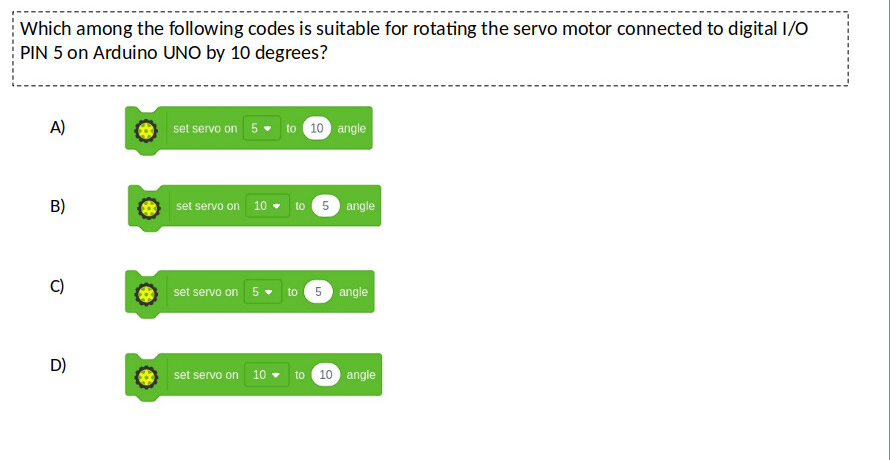 Which among the following codes is suitable for rotating the servo motor connected to digital I/O
PIN 5 on Arduino UNO by 10 degrees?
A) set servo on 5 to 10 angle
B) set servo on 10 to 5 angle
C) set servo on 5 to 5 angle
D) set servo on 10 to 10 angle